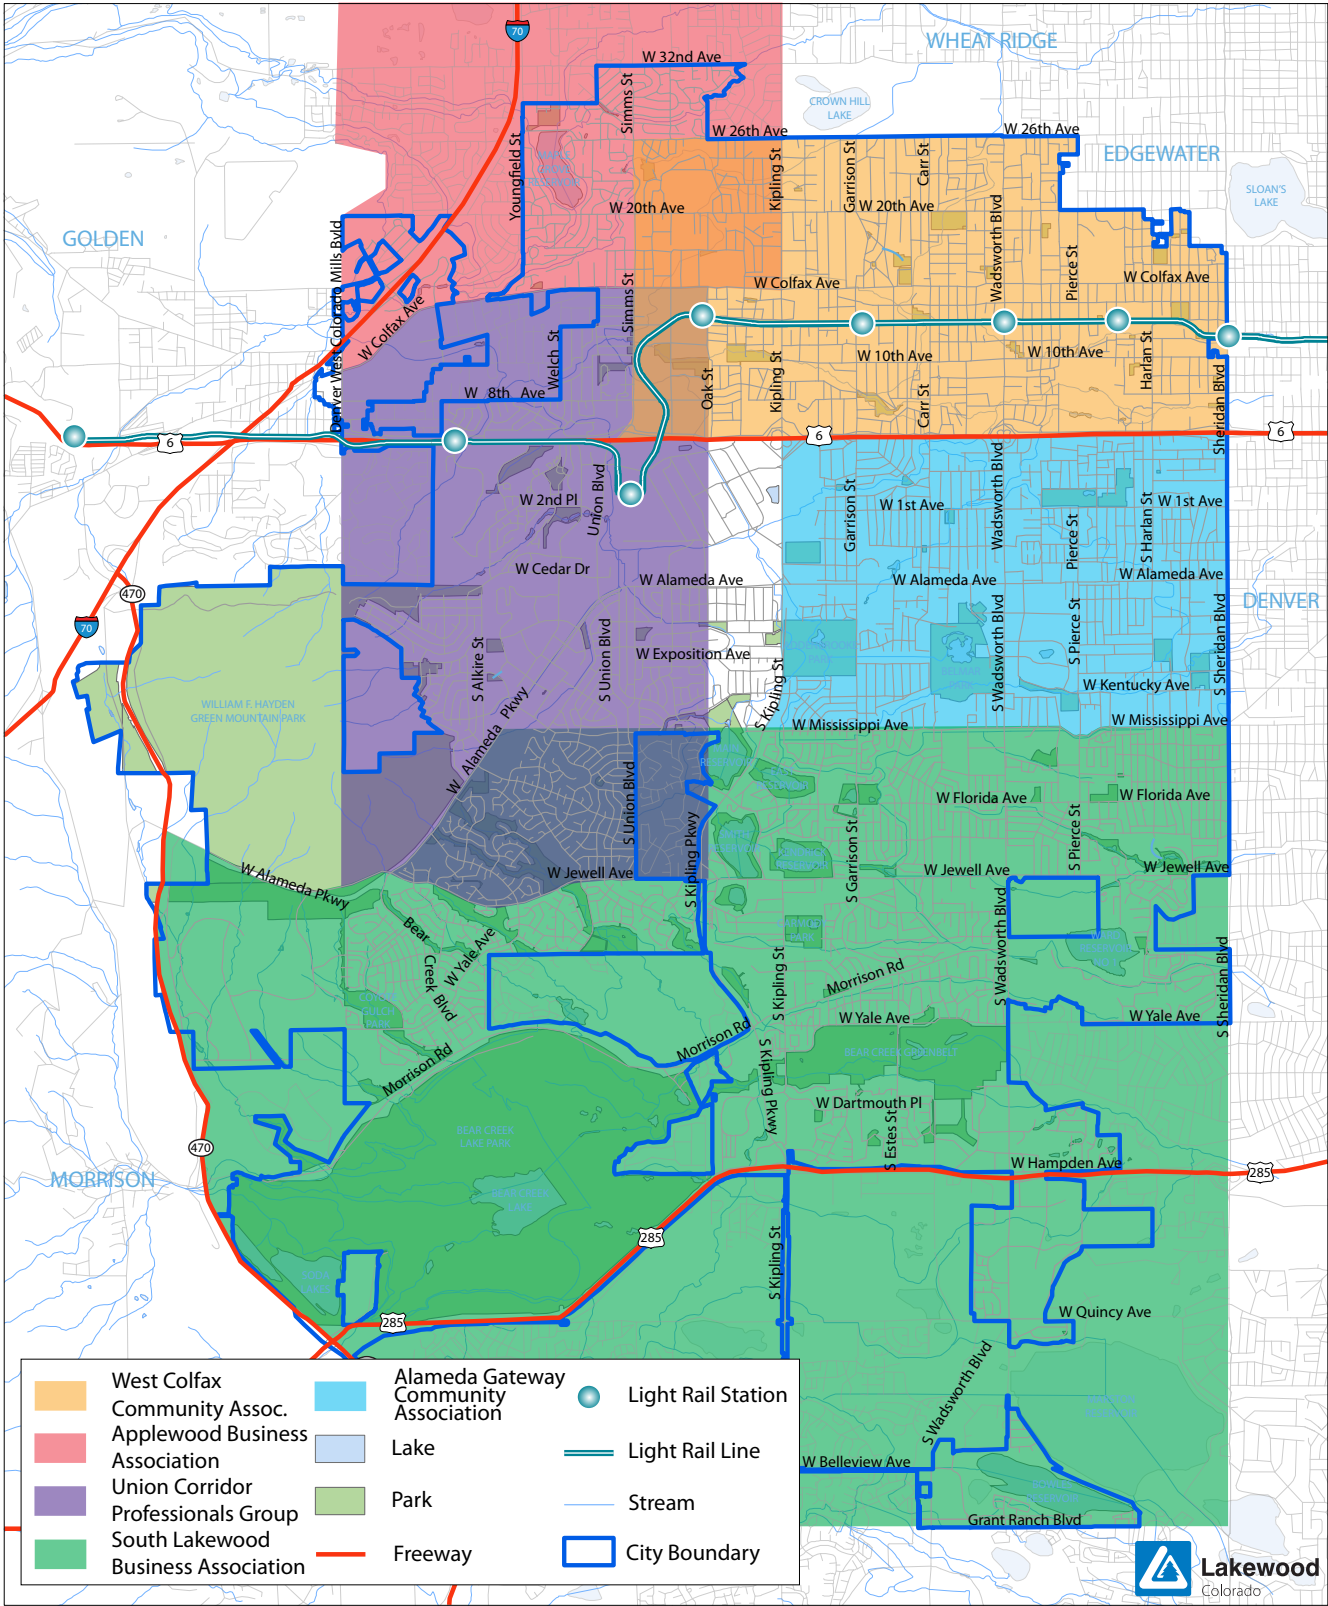 WHEAT RIDGE
70
W 32nd Ave
Simms St
CROWN HILL
LAKE
W 26th Ave
W 26th Ave
EDGEWATER
Youngfield St
Kipling St
Garrison St
Carr St
SLOAN'S
LAKE
W 20th Ave
W 20th Ave
GOLDEN
Denver West Colorado Mills Bvld
Wadsworth Blvd
Pierce St
W Colfax Ave
W Colfax Ave
Simms St
W Colfax Ave
W 10th Ave
W 10th Ave
Harlan St
Welch St
Oak St
Kipling St
Carr St
W 8th Ave
Sheridan Blvd
6
6
6
Union Blvd
W 2nd Pl
Garrison St
W 1st Ave
Wadsworth Blvd
Pierce St
S Harlan St
W 1st Ave
W Cedar Dr
W Alameda Ave
W Alameda Ave
W Alameda Ave
470
70
DENVER
S Alkire St
S Union Blvd
W Exposition Ave
S Wadsworth Blvd
S Pierce St
S Sheridan Blvd
W Kentucky Ave
S Kipling St
WILLIAM F. HAYDEN
GREEN MOUNTAIN PARK
W Mississippi Ave
W Mississippi Ave
W Alameda Pkwy
S Union Blvd
S Kipling Pkwy
W Florida Ave
W Florida Ave
S Garrison St
S Pierce St
W Alameda Pkwy
W Jewell Ave
W Jewell Ave
W Jewell Ave
Bear
Creek
Blvd
W Yale Ave
S Kipling St
Morrison Rd
S Wadsworth Blvd
S Sheridan Blvd
W Yale Ave
W Yale Ave
Morrison Rd
Morrison Rd
S Kipling Pkwy
BEAR CREEK GREENBELT
W Dartmouth Pl
S Estes St
BEAR CREEK
LAKE PARK
470
MORRISON
W Hampden Ave
285
285
S Kipling St
285
W Quincy Ave
S Wadsworth Blvd
W Belleview Ave
Grant Ranch Blvd
West Colfax
Community Assoc.
Applewood Business
Association
Union Corridor
Professionals Group
South Lakewood
Business Association
Alameda Gateway
Community
Association
Lake
Park
Freeway
Light Rail Station
Light Rail Line
Stream
City Boundary
Lakewood
Colorado